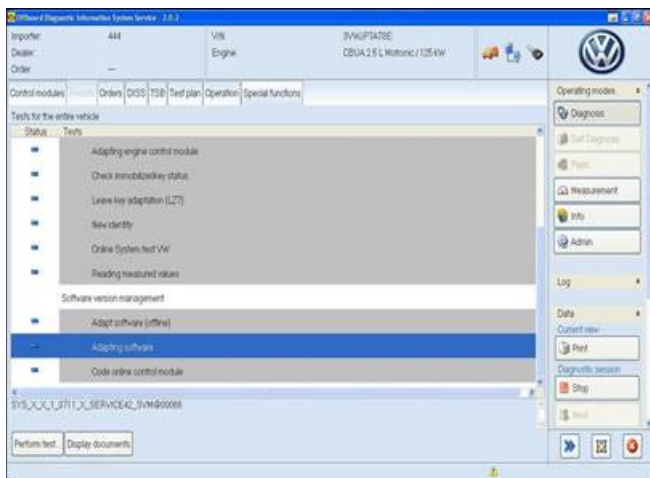 Offboard Diagnostic Information System Service - 2.0.2
Importer: 444 VIN:
Dealer: Engine: CBUA 2.5 L Motronic / 125 kW
Order: ---
Control modules Orders DISS TSB Test plan Operation Special functions
Tests for the entire vehicle
Status Tests
Adapting engine control module
Check immobilizer/key status
Leave key adaptation (LZ7)
New identity
Online System test VW
Reading measured values
Software version management
Adapt software (offline)
Adapting software
Code online control module
Perform test Display documents
Operating modes
Diagnosis
Self Diagnosis
Measurement
Info
Admin
Log
Data
Current view
Print
Diagnostic session
Stop